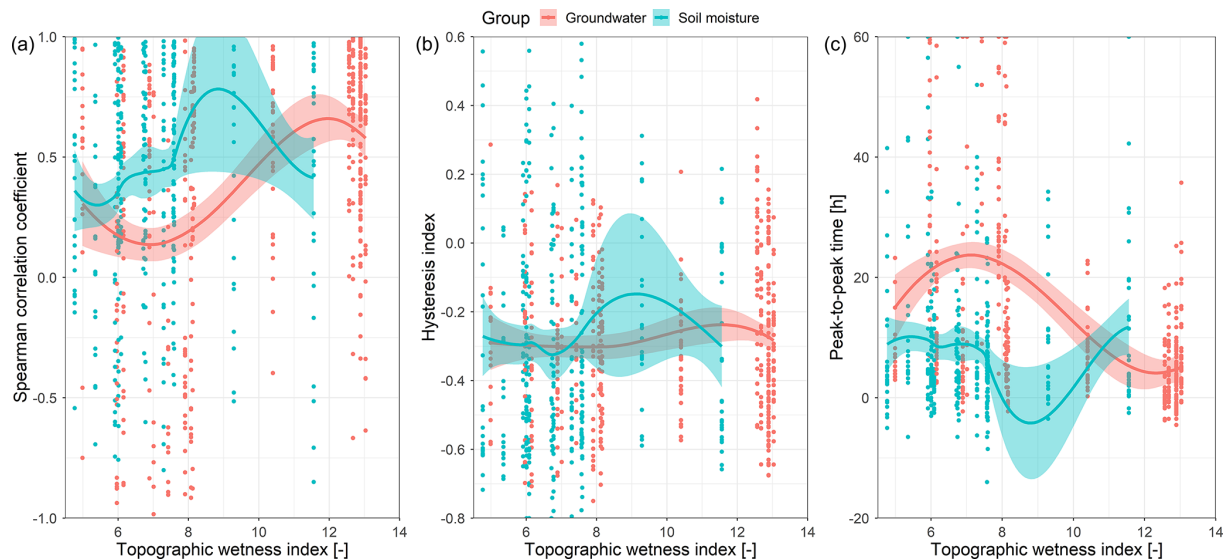 Group Groundwater Soil moisture
(a)
1.0
0.5
0.0
-0.5
-1.0
Spearman correlation coefficient
6 8 10 12 14
Topographic wetness index [-]
(b)
0.6
0.4
0.2
0.0
-0.2
-0.4
-0.6
-0.8
Hysteresis index
6 8 10 12 14
Topographic wetness index [-]
(c)
60
40
20
0
-20
Peak-to-peak time [h]
6 8 10 12 14
Topographic wetness index [-]